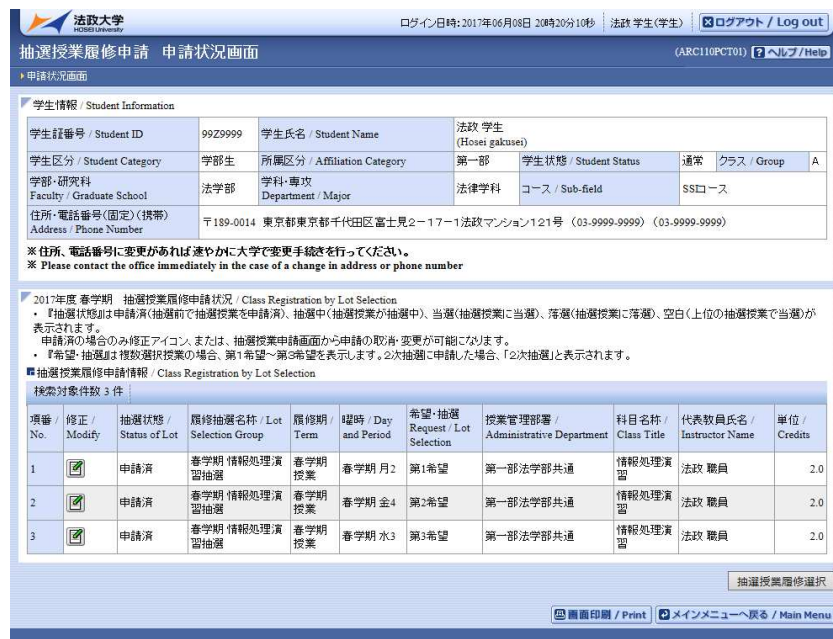 法政大学
HOSEI University
ログイン日時:2017年06月08日 20時20分10秒 法政 学生(学生) ログアウト / Log out
抽選授業履修申請 申請状況画面
(ARC110PCT01) ヘルプ/Help
申請状況画面
学生情報 / Student Information
学生証番号 / Student ID 99Z9999 学生氏名 / Student Name 法政 学生
(Hosei gakusei)
学生区分 / Student Category 学部生 所属区分 / Affiliation Category 第一部 学生状態 / Student Status 通常 クラス / Group A
学部・研究科
Faculty / Graduate School 法学部 学科・専攻
Department / Major 法律学科 コース / Sub-field SSIコース
住所・電話番号(固定)(携帯)
Address / Phone Number 〒189-0014 東京都東京都千代田区富士見2-17-1法政マンション121号 (03-9999-9999) (03-9999-9999)
※住所、電話番号に変更があれば速やかに大学で変更手続きを行ってください。
※ Please contact the office immediately in the case of a change in address or phone number
2017年度 春学期 抽選授業履修申請状況 / Class Registration by Lot Selection
・『抽選状態』は申請済(抽選前で抽選授業を申請済)、抽選中(抽選授業が抽選中)、当選(抽選授業に当選)、落選(抽選授業に落選)、空白(上位の抽選授業で当選)が
表示されます。
申請済の場合のみ修正アイコン、または、抽選授業申請画面から申請の取消・変更が可能になります。
・『希望・抽選』は複数選択授業の場合、第1希望～第3希望を表示します。2次抽選に申請した場合、「2次抽選」と表示されます。
抽選授業履修申請情報 / Class Registration by Lot Selection
検索対象件数 3 件
項番 /
No. 修正 /
Modify 抽選状態 /
Status of Lot 履修抽選名称 / Lot
Selection Group 履修期 /
Term 曜時 / Day
and Period 希望・抽選
Request / Lot
Selection 授業管理部署 /
Administrative Department 科目名称 /
Class Title 代表教員氏名 /
Instructor Name 単位 /
Credits
1 申請済 春学期 情報処理演
習抽選 春学期
授業 春学期 月2 第1希望 第一部法学部共通 情報処理演
習 法政 職員 2.0
2 申請済 春学期 情報処理演
習抽選 春学期
授業 春学期 金4 第2希望 第一部法学部共通 情報処理演
習 法政 職員 2.0
3 申請済 春学期 情報処理演
習抽選 春学期
授業 春学期 水3 第3希望 第一部法学部共通 情報処理演
習 法政 職員 2.0
抽選授業履修選択
画面印刷 / Print メインメニューへ戻る / Main Menu